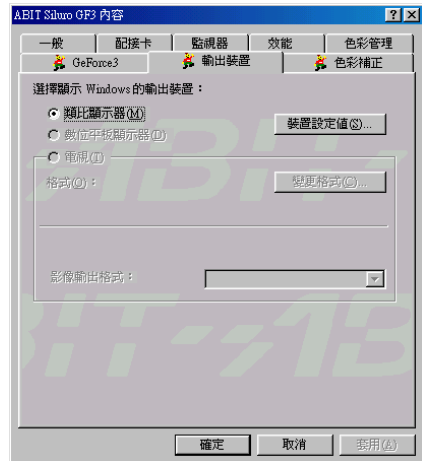 ABIT Siluro GF3 內容
一般 配接卡 監視器 效能 色彩管理
GeForce3 輸出裝置 色彩補正
選擇顯示 Windows 的輸出裝置：
類比顯示器(M)
裝置設定值(S)...
數位平板顯示器(D)
電視(T)
格式(O)：
變更格式(C)...
影像輸出格式：
確定 取消 套用(A)
ABIT
BIT
AB